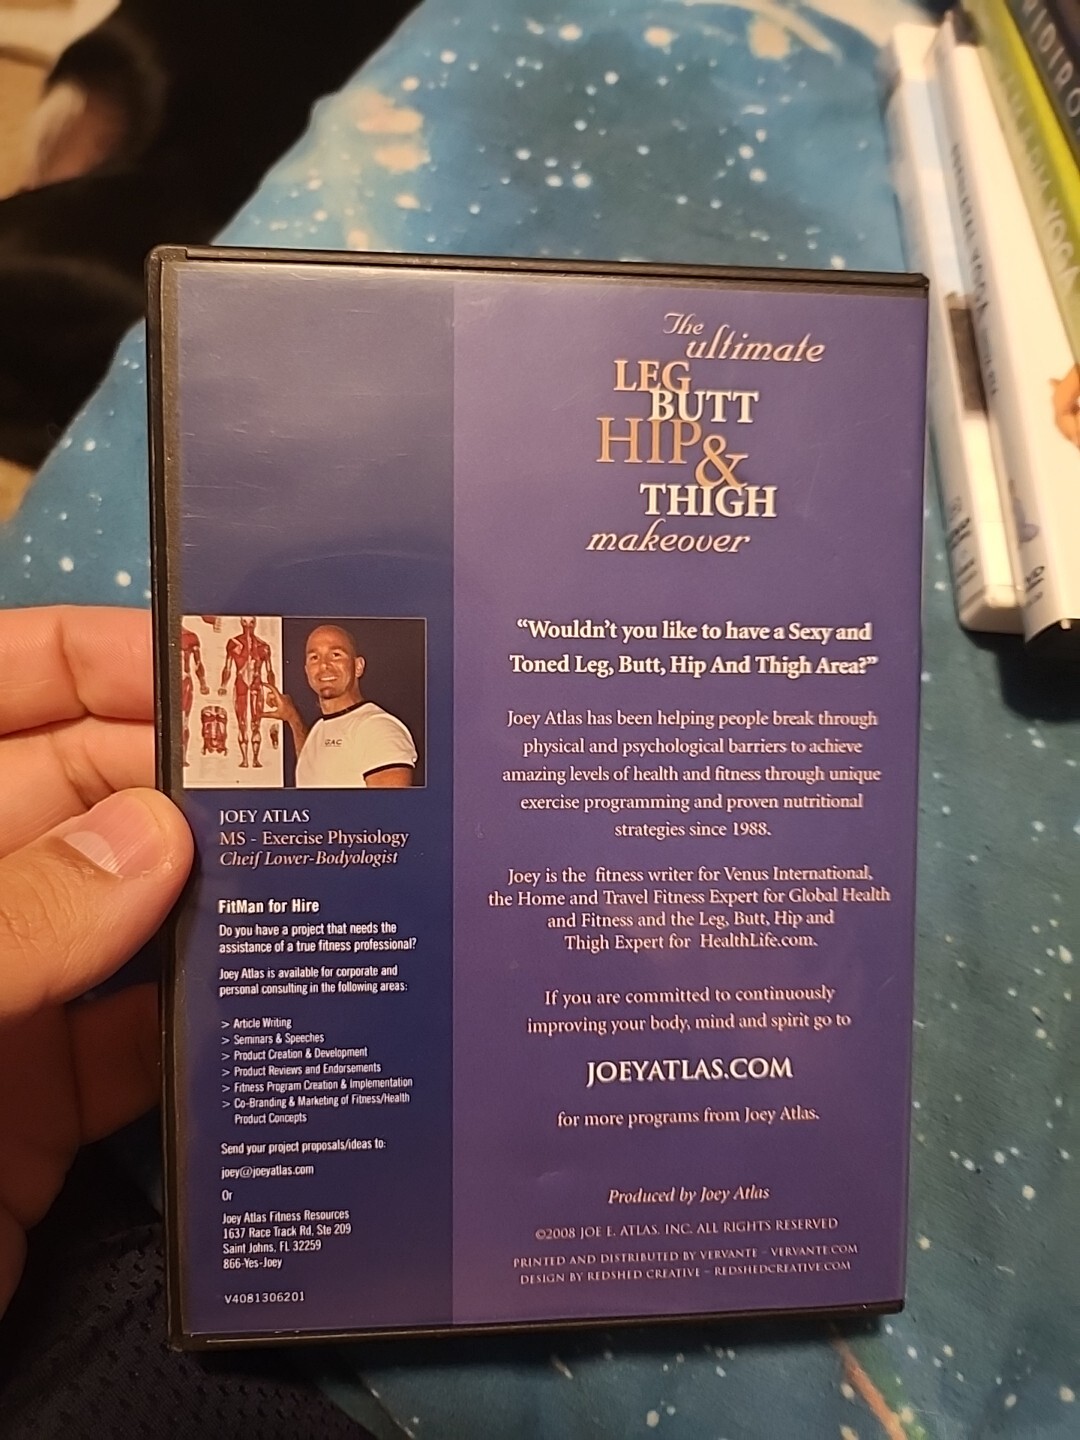 The ultimate
LEG
BUTT
HIP &
THIGH
makeover
"Wouldn't you like to have a Sexy and
Toned Leg, Butt, Hip And Thigh Area?"
Joey Atlas has been helping people break through
physical and psychological barriers to achieve
amazing levels of health and fitness through unique
exercise programming and proven nutritional
strategies since 1988.
Joey is the fitness writer for Venus International,
the Home and Travel Fitness Expert for Global Health
and Fitness and the Leg, Butt, Hip and
Thigh Expert for HealthLife.com.
If you are committed to continuously
improving your body, mind and spirit go to
JOEYATLAS.COM
for more programs from Joey Atlas.
Produced by Joey Atlas
©2008 JOE E. ATLAS, INC. ALL RIGHTS RESERVED
PRINTED AND DISTRIBUTED BY VERVANTE – VERVANTE.COM
DESIGN BY REDSHED CREATIVE – REDSHEDCREATIVE.COM
GAC
JOEY ATLAS
MS - Exercise Physiology
Cheif Lower-Bodyologist
FitMan for Hire
Do you have a project that needs the
assistance of a true fitness professional?
Joey Atlas is available for corporate and
personal consulting in the following areas:
> Article Writing
> Seminars & Speeches
> Product Creation & Development
> Product Reviews and Endorsements
> Fitness Program Creation & Implementation
> Co-Branding & Marketing of Fitness/Health
Product Concepts
Send your project proposals/ideas to:
joey@joeyatlas.com
Or
Joey Atlas Fitness Resources
1637 Race Track Rd, Ste 209
Saint Johns, FL 32259
866-Yes-Joey
V4081306201
YOGA